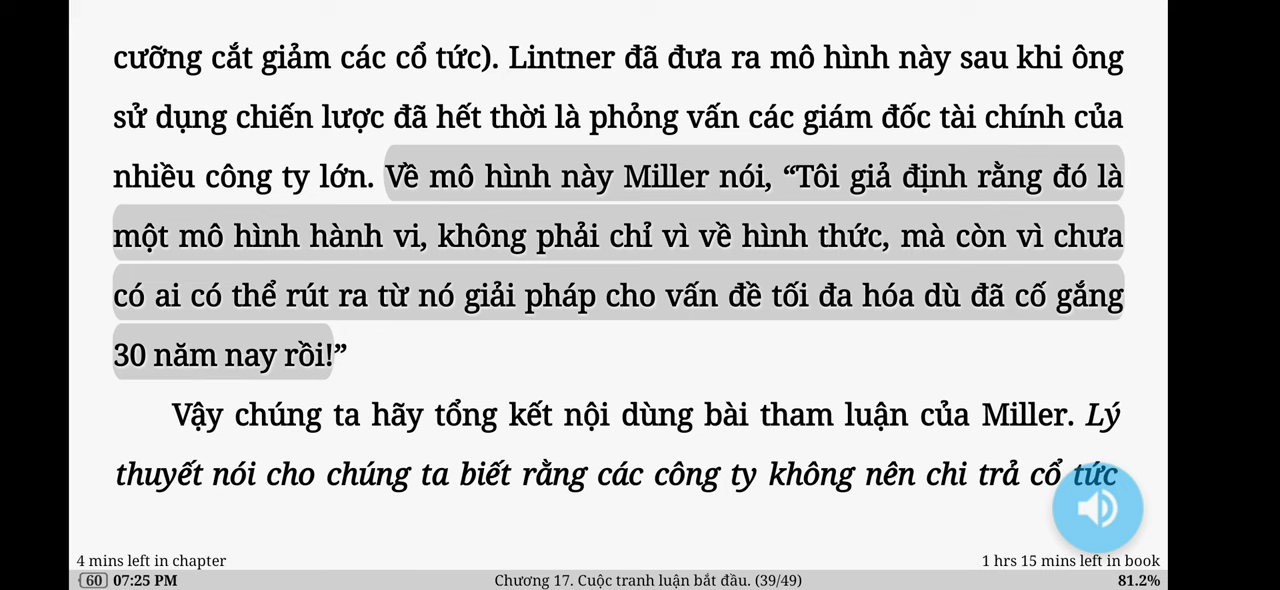 cưỡng cắt giảm các cổ tức). Lintner đã đưa ra mô hình này sau khi ông
sử dụng chiến lược đã hết thời là phỏng vấn các giám đốc tài chính của
nhiều công ty lớn. Về mô hình này Miller nói, “Tôi giả định rằng đó là
một mô hình hành vi, không phải chỉ vì về hình thức, mà còn vì chưa
có ai có thể rút ra từ nó giải pháp cho vấn đề tối đa hóa dù đã cố gắng
30 năm nay rồi!”
Vậy chúng ta hãy tổng kết nội dùng bài tham luận của Miller. Lý
thuyết nói cho chúng ta biết rằng các công ty không nên chi trả cổ tức
4 mins left in chapter
1 hrs 15 mins left in book
60 07:25 PM
Chương 17. Cuộc tranh luận bắt đầu. (39/49)
81.2%